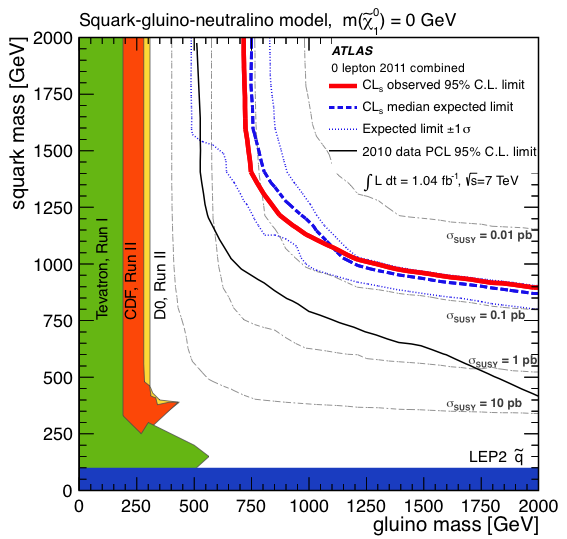 Squark-gluino-neutralino model, m(χ̃⁰₁) = 0 GeV
squark mass [GeV]
2000
1750
1500
1250
1000
750
500
250
0
ATLAS
0 lepton 2011 combined
CLₛ observed 95% C.L. limit
CLₛ median expected limit
Expected limit ±1σ
2010 data PCL 95% C.L. limit
∫ L dt = 1.04 fb⁻¹, √s=7 TeV
Tevatron, Run I
CDF, Run II
D0, Run II
σ_SUSY = 0.01 pb
σ_SUSY = 0.1 pb
σ_SUSY = 1 pb
σ_SUSY = 10 pb
LEP2 q̃
0 250 500 750 1000 1250 1500 1750 2000
gluino mass [GeV]